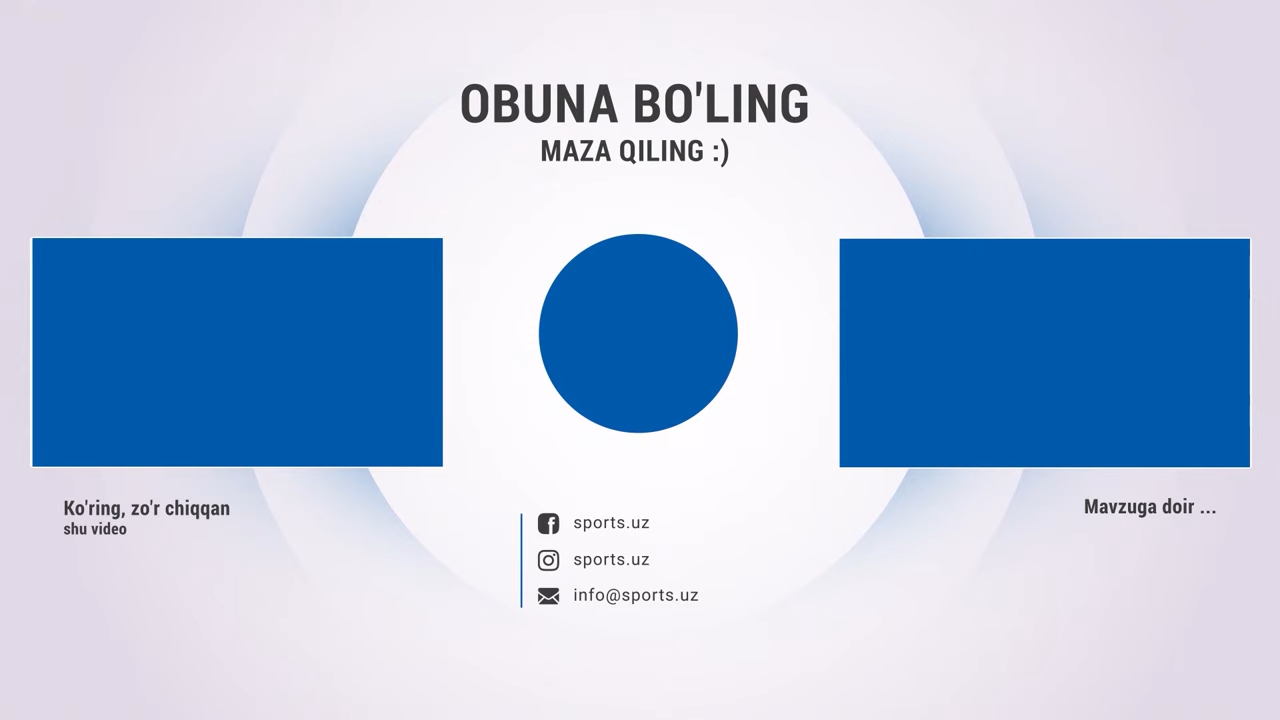 OBUNA BO'LING
MAZA QILING :)
Ko'ring, zo'r chiqqan
shu video
Mavzuga doir ...
sports.uz
sports.uz
info@sports.uz